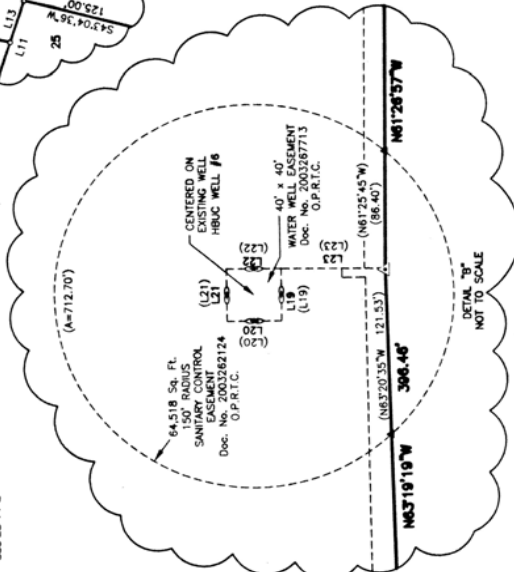 L13
L11
S43°04'36"W
125.00'
25
(A=712.70')
64,518 Sq. Ft.
150' RADIUS
SANITARY CONTROL
EASEMENT
Doc. No. 2003262124
O.P.R.T.C.
CENTERED ON
EXISTING WELL
HBUC WELL #6
40' x 40'
WATER WELL EASEMENT
Doc. No. 2003267713
O.P.R.T.C.
(L21)
L21
L22
(L22)
L20
(L20)
L19
(L19)
L23
(L23)
(N61°25'45"W)
(86.40')
N61°26'57"W
(N63°20'35"W 121.53')
396.46'
N63°19'19"W
DETAIL "B"
NOT TO SCALE